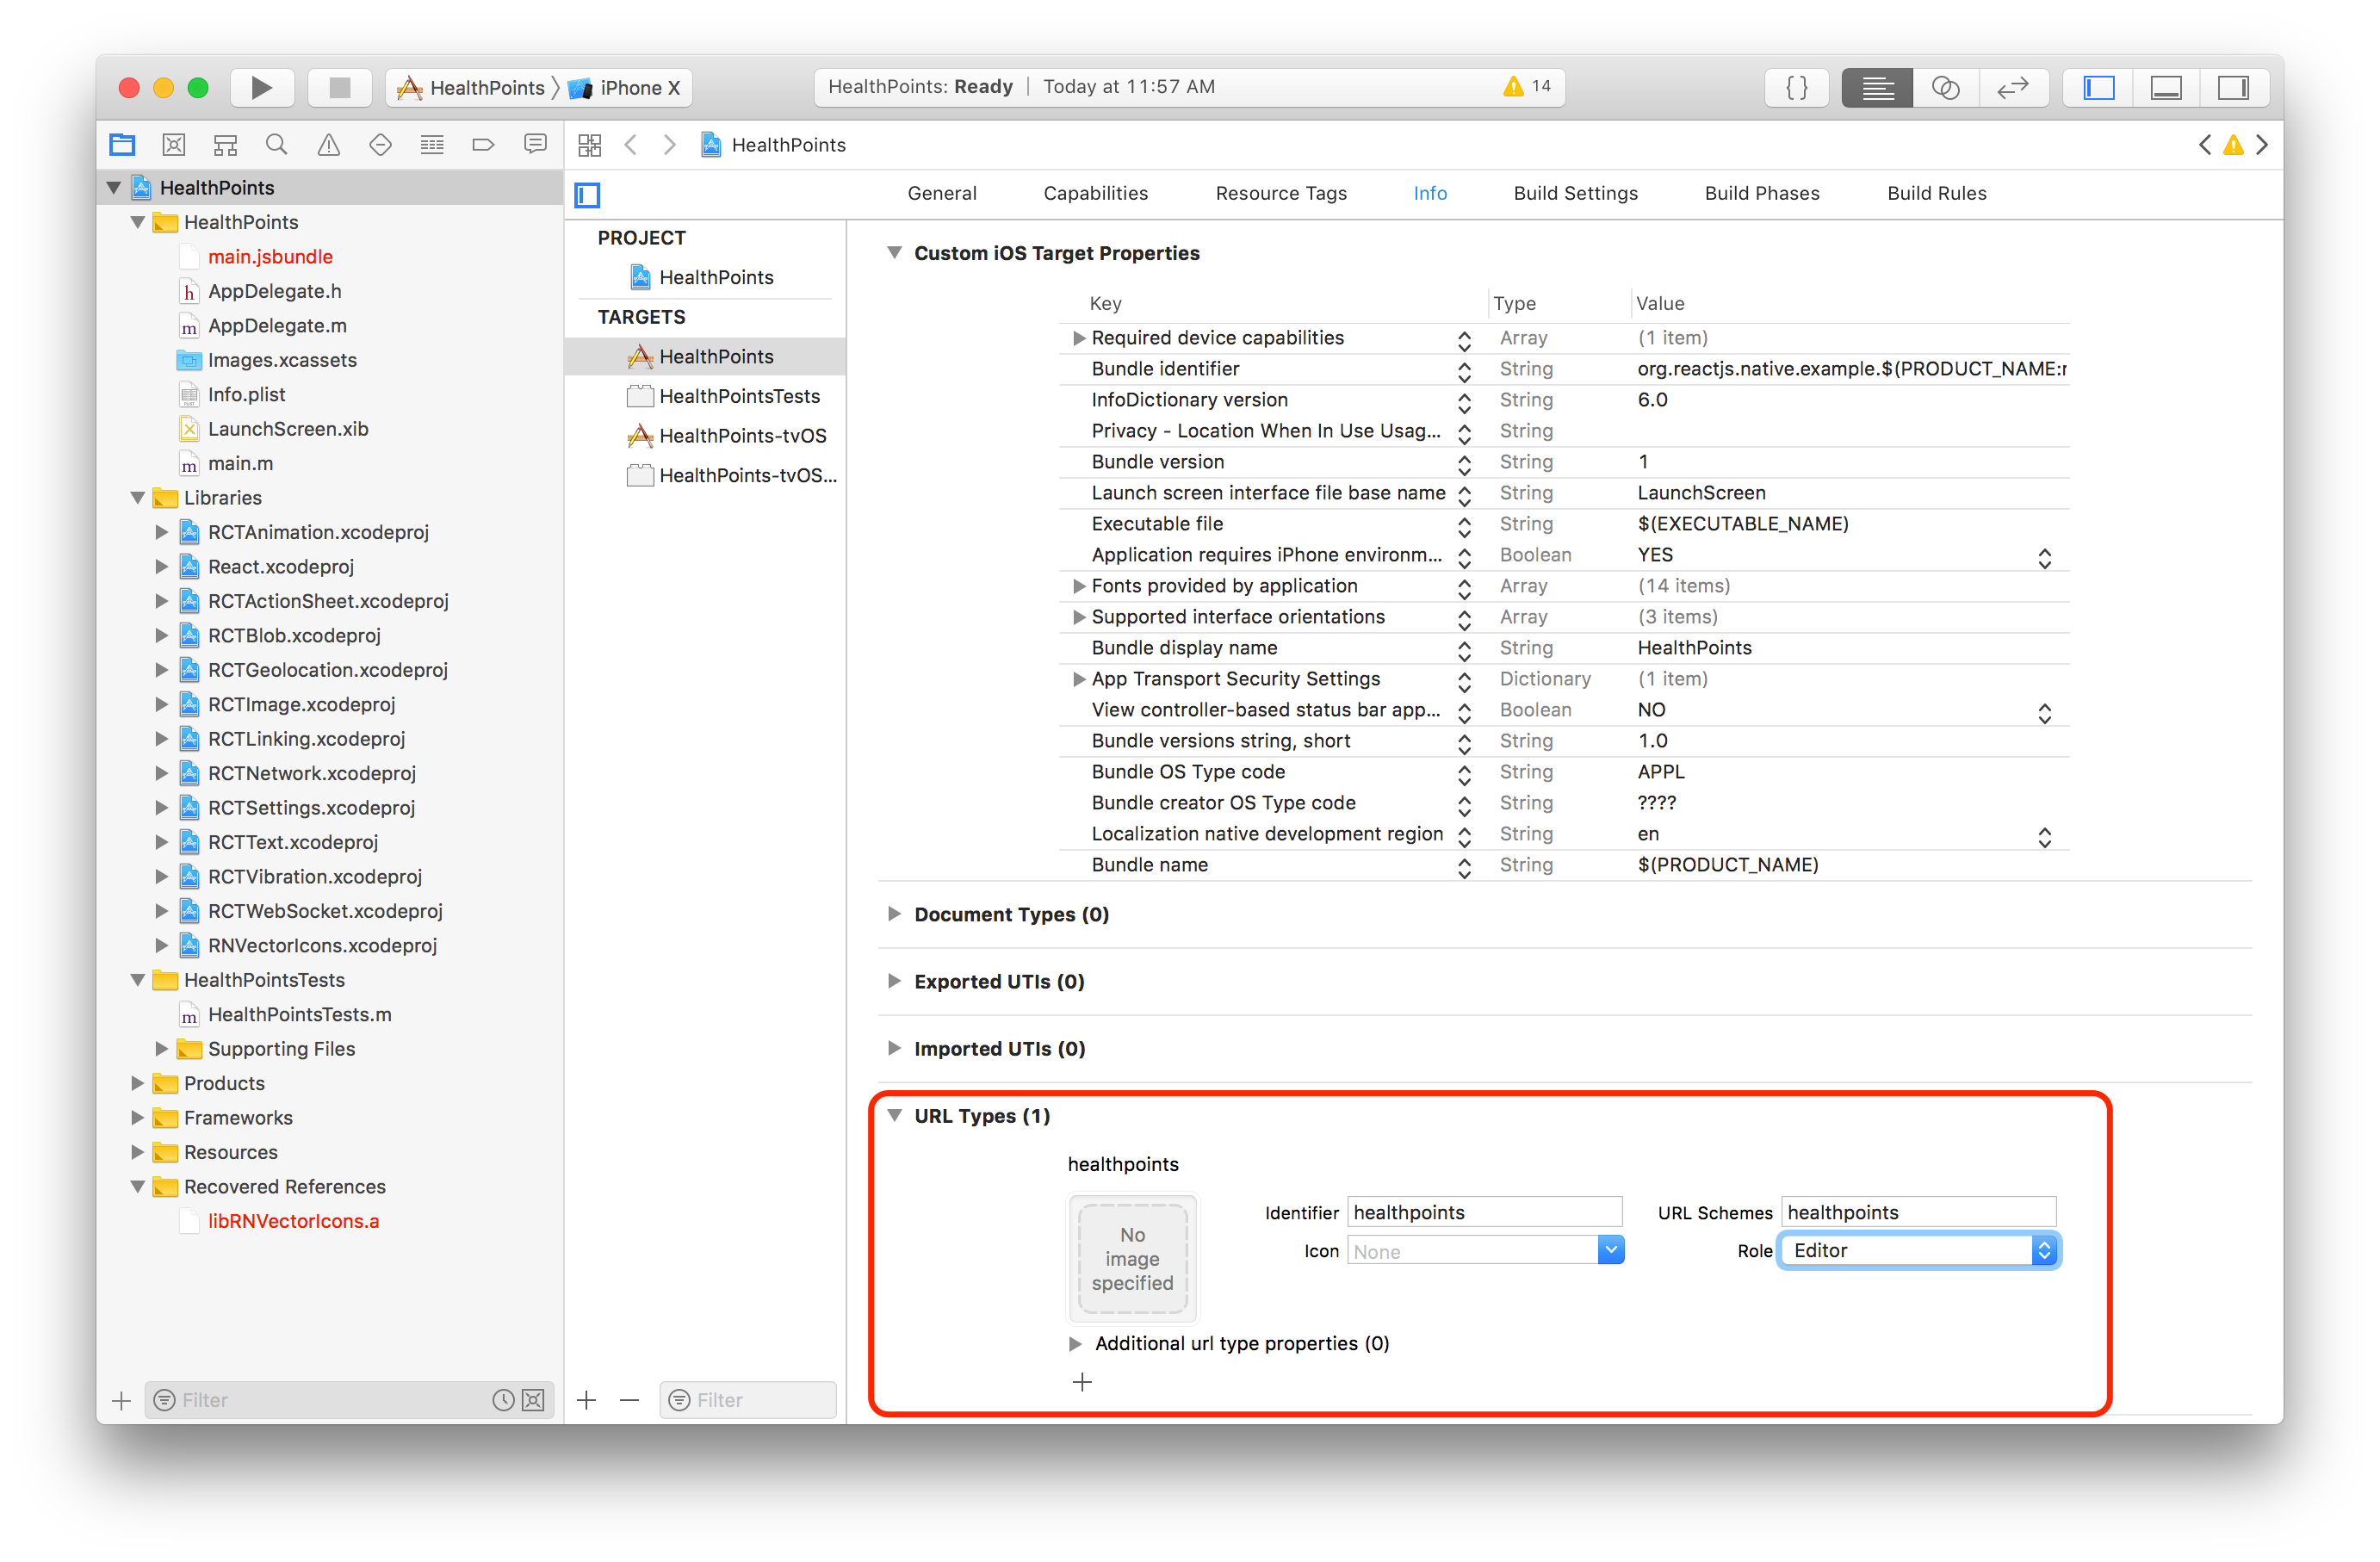 HealthPoints
iPhone X
HealthPoints: Ready | Today at 11:57 AM
14
{ }
HealthPoints
HealthPoints
HealthPoints
main.jsbundle
AppDelegate.h
AppDelegate.m
Images.xcassets
Info.plist
LaunchScreen.xib
main.m
Libraries
RCTAnimation.xcodeproj
React.xcodeproj
RCTActionSheet.xcodeproj
RCTBlob.xcodeproj
RCTGeolocation.xcodeproj
RCTImage.xcodeproj
RCTLinking.xcodeproj
RCTNetwork.xcodeproj
RCTSettings.xcodeproj
RCTText.xcodeproj
RCTVibration.xcodeproj
RCTWebSocket.xcodeproj
RNVectorIcons.xcodeproj
HealthPointsTests
HealthPointsTests.m
Supporting Files
Products
Frameworks
Resources
Recovered References
libRNVectorIcons.a
Filter
General Capabilities Resource Tags Info Build Settings Build Phases Build Rules
PROJECT
HealthPoints
TARGETS
HealthPoints
HealthPointsTests
HealthPoints-tvOS
HealthPoints-tvOS...
Filter
Custom iOS Target Properties
Key Type Value
Required device capabilities Array (1 item)
Bundle identifier String org.reactjs.native.example.$(PRODUCT_NAME:r
InfoDictionary version String 6.0
Privacy - Location When In Use Usag... String
Bundle version String 1
Launch screen interface file base name String LaunchScreen
Executable file String $(EXECUTABLE_NAME)
Application requires iPhone environm... Boolean YES
Fonts provided by application Array (14 items)
Supported interface orientations Array (3 items)
Bundle display name String HealthPoints
App Transport Security Settings Dictionary (1 item)
View controller-based status bar app... Boolean NO
Bundle versions string, short String 1.0
Bundle OS Type code String APPL
Bundle creator OS Type code String ????
Localization native development region String en
Bundle name String $(PRODUCT_NAME)
Document Types (0)
Exported UTIs (0)
Imported UTIs (0)
URL Types (1)
healthpoints
No
image
specified
Identifier healthpoints URL Schemes healthpoints
Icon None Role Editor
Additional url type properties (0)